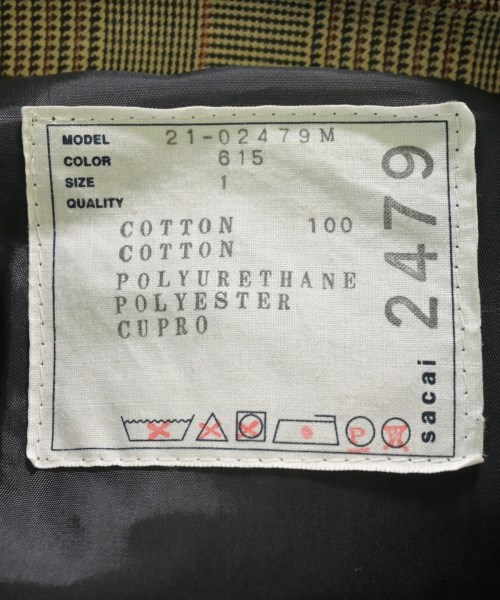 MODEL 21-02479M
COLOR 615
SIZE 1
QUALITY
COTTON 100
COTTON
POLYURETHANE
POLYESTER
CUPRO
P
W
sacai 2479